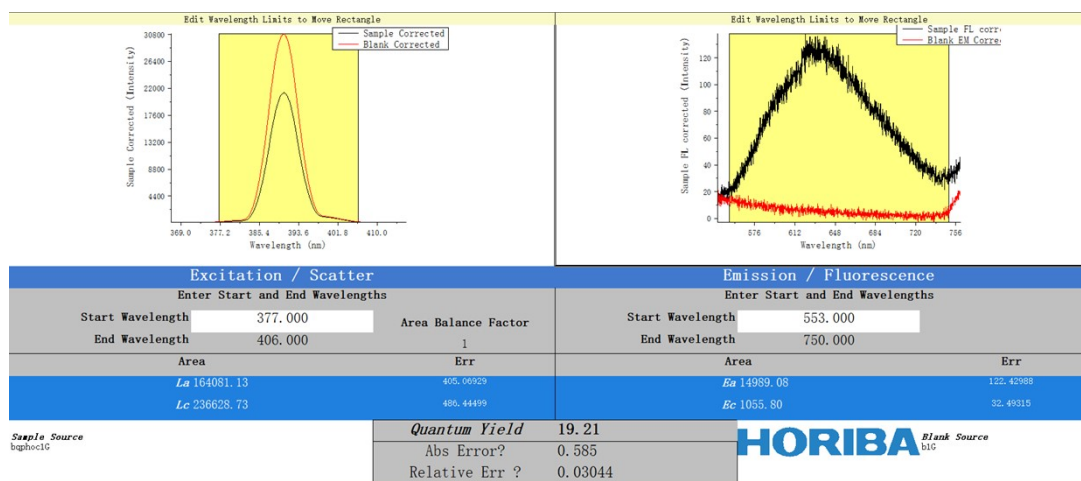 Edit Wavelength Limits to Move Rectangle
Sample Corrected
Blank Corrected
Sample Corrected (Intensity)
30800
26400
22000
17600
13200
8800
4400
369.0 377.2 385.4 393.6 401.8 410.0
Wavelength (nm)
Edit Wavelength Limits to Move Rectangle
Sample FL corre
Blank EM Correc
Sample FL corrected (Intensity)
120
100
80
60
40
20
0
576 612 648 684 720 756
Wavelength (nm)
Excitation / Scatter
Enter Start and End Wavelengths
Start Wavelength 377.000
Area Balance Factor
End Wavelength 406.000
1
Area Err
La 164081.13 405.06929
Lc 236628.73 486.44499
Emission / Fluorescence
Enter Start and End Wavelengths
Start Wavelength 553.000
End Wavelength 750.000
Area Err
Ea 14989.08 122.42988
Ec 1055.80 32.49315
Sample Source
bqphoc1G
Quantum Yield 19.21
Abs Error? 0.585
Relative Err ? 0.03044
HORIBA
Blank Source
b1G